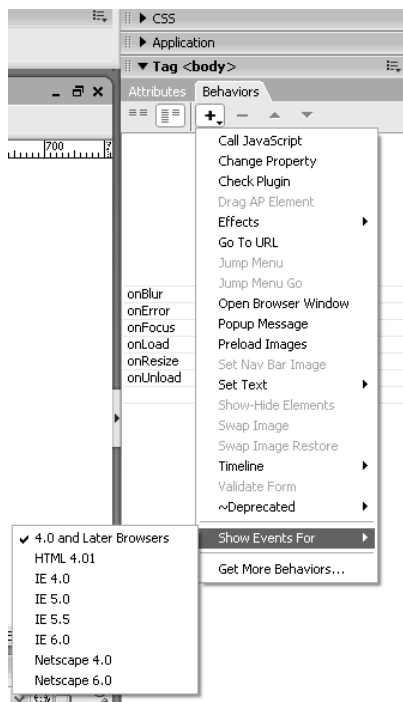 CSS
Application
Tag <body>
Attributes Behaviors
700
Call JavaScript
Change Property
Check Plugin
Drag AP Element
Effects
Go To URL
Jump Menu
Jump Menu Go
Open Browser Window
Popup Message
Preload Images
Set Nav Bar Image
Set Text
Show-Hide Elements
Swap Image
Swap Image Restore
Timeline
Validate Form
~Deprecated
Show Events For
Get More Behaviors...
onBlur
onError
onFocus
onLoad
onResize
onUnload
4.0 and Later Browsers
HTML 4.01
IE 4.0
IE 5.0
IE 5.5
IE 6.0
Netscape 4.0
Netscape 6.0